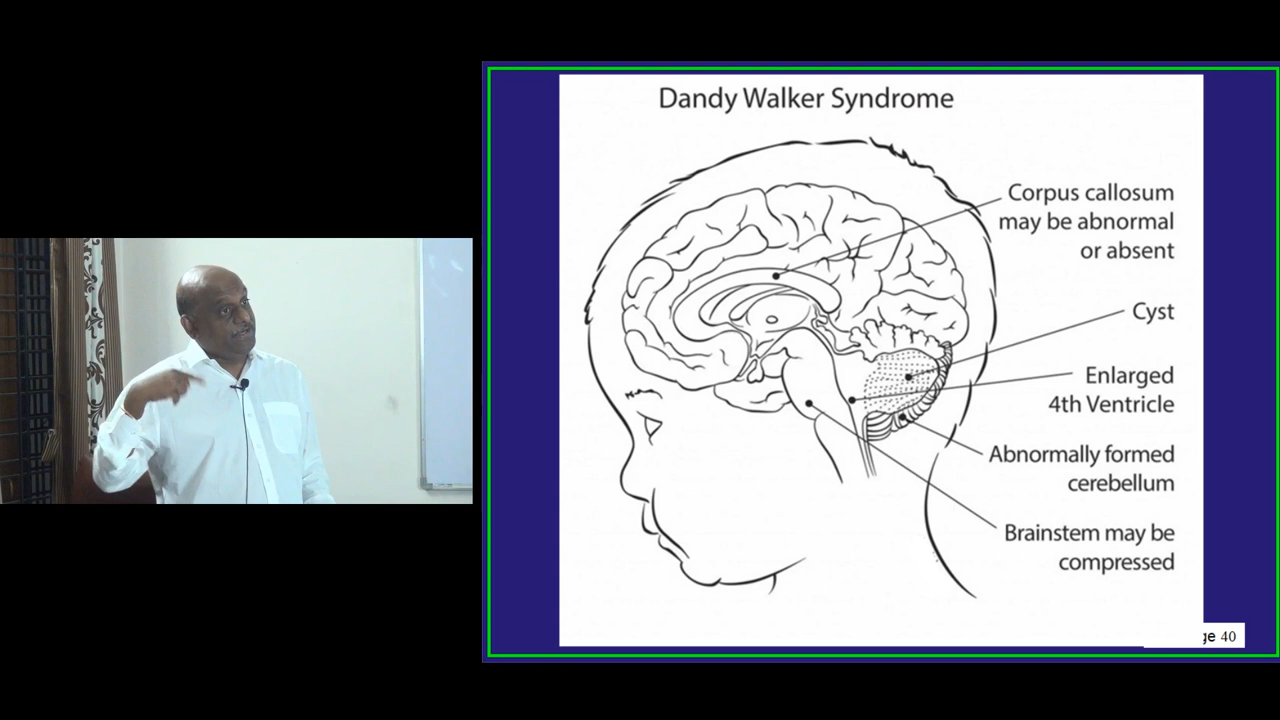 Dandy Walker Syndrome
Corpus callosum
may be abnormal
or absent
Cyst
Enlarged
4th Ventricle
Abnormally formed
cerebellum
Brainstem may be
compressed
ge 40